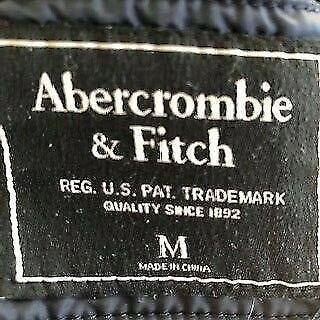 Abercrombie
& Fitch
REG. U.S. PAT. TRADEMARK
QUALITY SINCE 1892
M
MADE IN CHINA